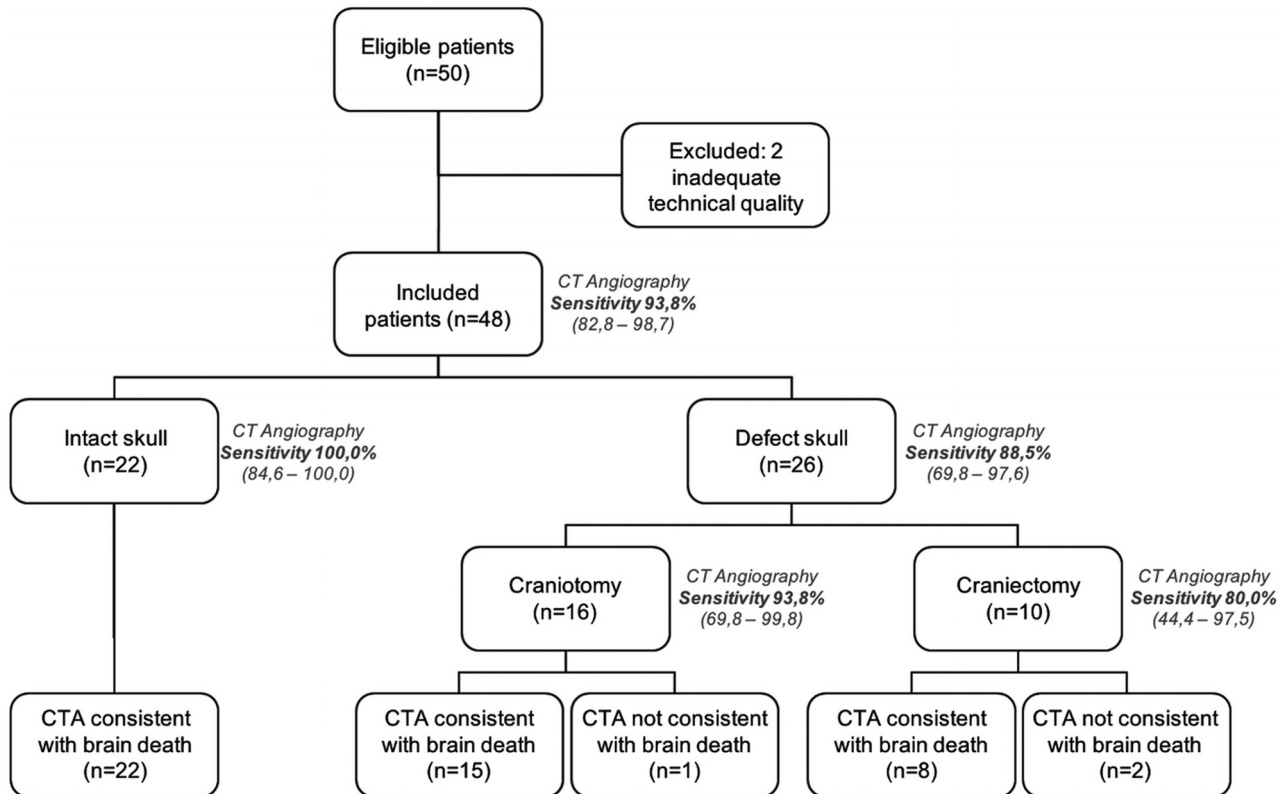 Eligible patients
(n=50)
Excluded: 2
inadequate
technical quality
Included
patients (n=48)
CT Angiography
Sensitivity 93,8%
(82,8 – 98,7)
Intact skull
(n=22)
CT Angiography
Sensitivity 100,0%
(84,6 – 100,0)
Defect skull
(n=26)
CT Angiography
Sensitivity 88,5%
(69,8 – 97,6)
Craniotomy
(n=16)
CT Angiography
Sensitivity 93,8%
(69,8 – 99,8)
Craniectomy
(n=10)
CT Angiography
Sensitivity 80,0%
(44,4 – 97,5)
CTA consistent
with brain death
(n=22)
CTA consistent
with brain death
(n=15)
CTA not consistent
with brain death
(n=1)
CTA consistent
with brain death
(n=8)
CTA not consistent
with brain death
(n=2)